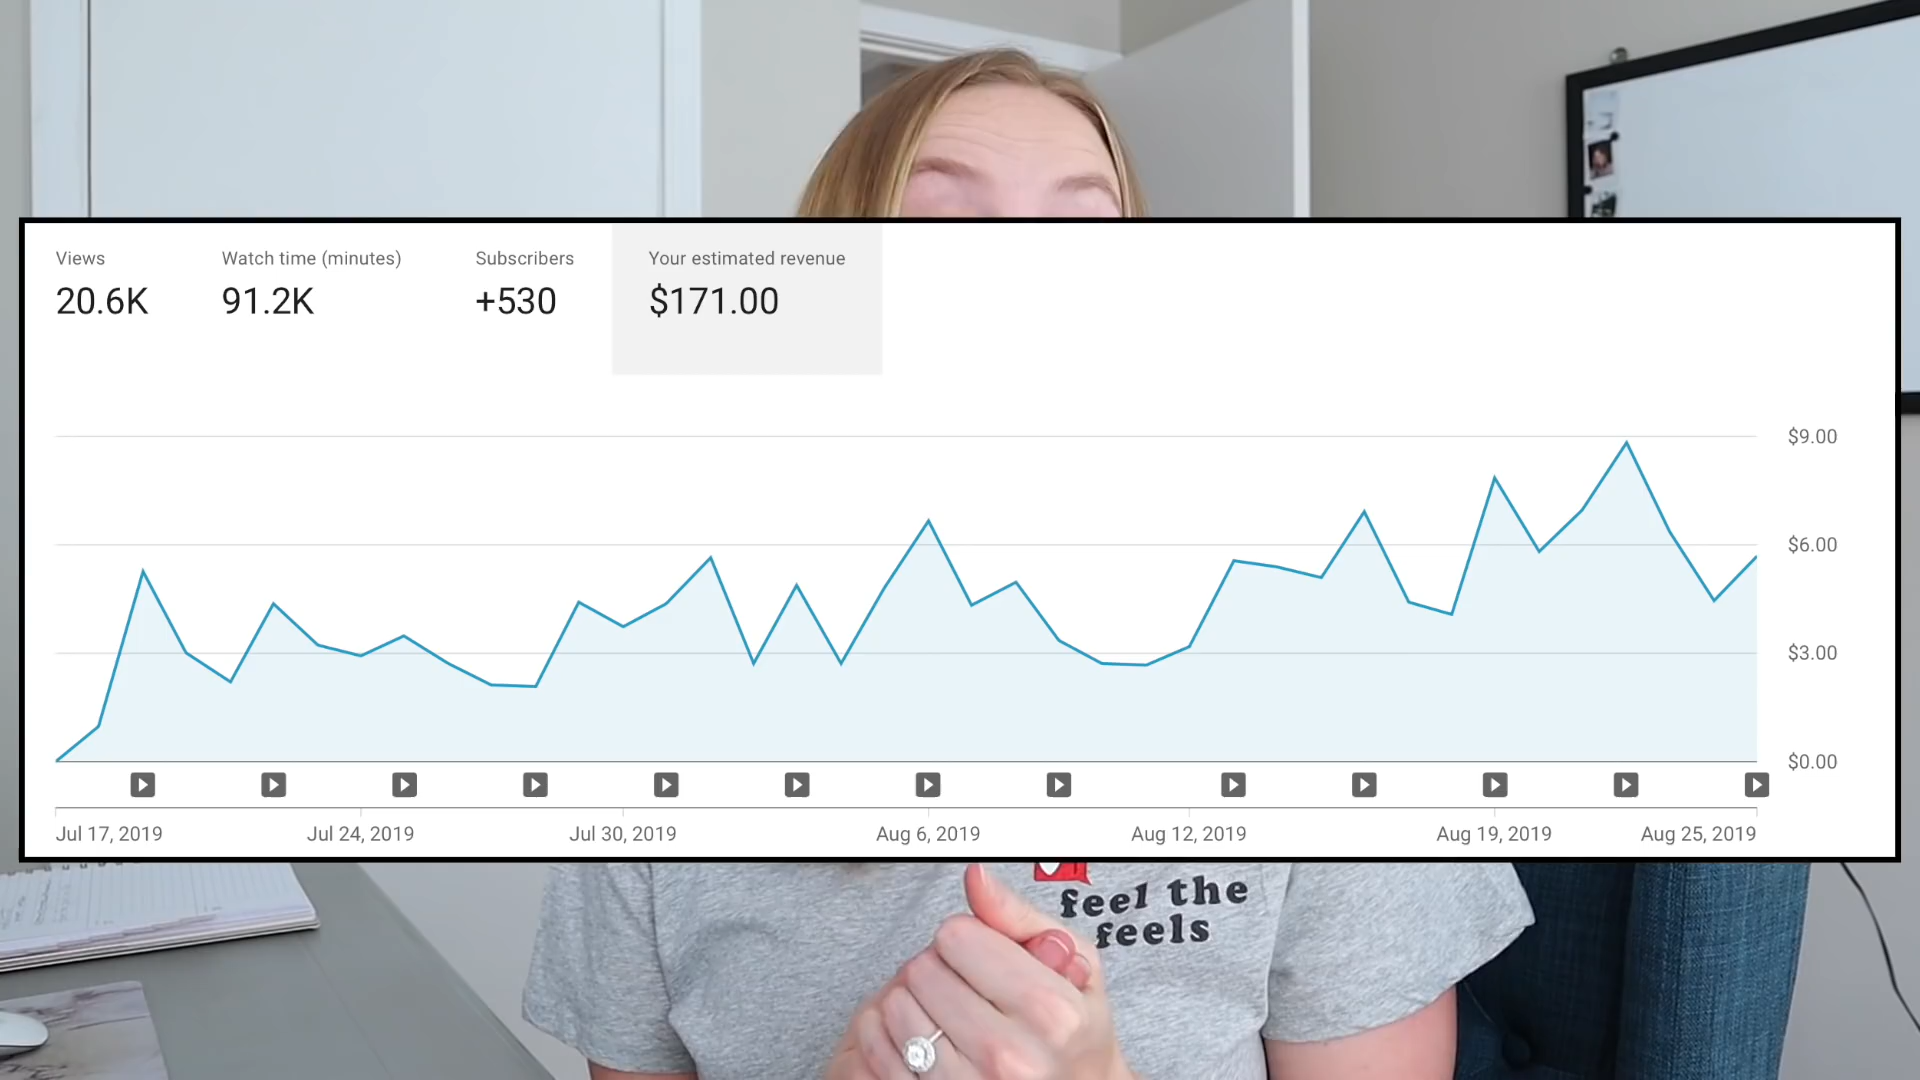 Views Watch time (minutes) Subscribers Your estimated revenue
20.6K 91.2K +530 $171.00
$9.00
$6.00
$3.00
$0.00
Jul 17, 2019 Jul 24, 2019 Jul 30, 2019 Aug 6, 2019 Aug 12, 2019 Aug 19, 2019 Aug 25, 2019
feel the
feels